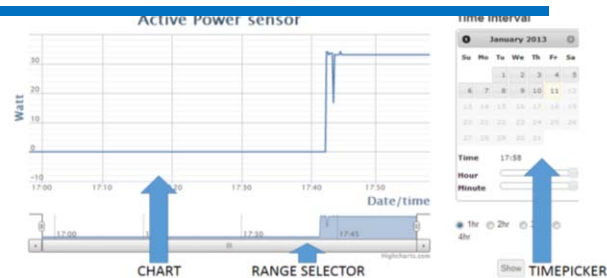 Active Power sensor
Time Interval
January 2013
Su Mo Tu We Th Fr Sa
1 2 3 4 5
6 7 8 9 10 11 12
13 14 15 16 17 18 19
20 21 22 23 24 25 26
27 28 29 30 31
Time 17:58
Hour
Minute
1hr 2hr
4hr
Show
Watt
30
20
10
0
-10
17:00 17:10 :20 17:30 17:40 17:50
Date/time
17:00 17:30 17:45
Highcharts.com
CHART RANGE SELECTOR TIMEPICKER